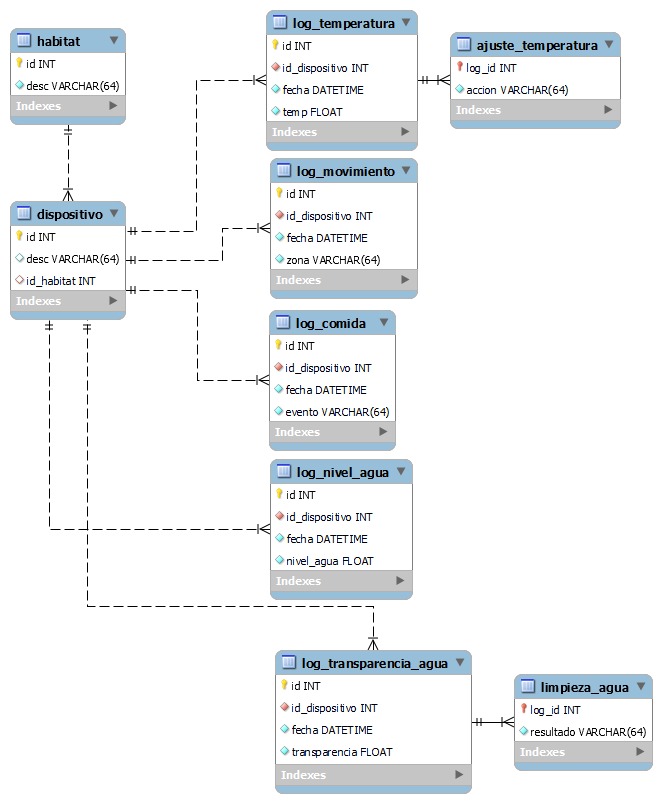 habitat
id INT
desc VARCHAR(64)
Indexes
dispositivo
id INT
desc VARCHAR(64)
id_habitat INT
Indexes
log_temperatura
id INT
id_dispositivo INT
fecha DATETIME
temp FLOAT
Indexes
ajuste_temperatura
log_id INT
accion VARCHAR(64)
Indexes
log_movimiento
id INT
id_dispositivo INT
fecha DATETIME
zona VARCHAR(64)
Indexes
log_comida
id INT
id_dispositivo INT
fecha DATETIME
evento VARCHAR(64)
Indexes
log_nivel_agua
id INT
id_dispositivo INT
fecha DATETIME
nivel_agua FLOAT
Indexes
log_transparencia_agua
id INT
id_dispositivo INT
fecha DATETIME
transparencia FLOAT
Indexes
limpieza_agua
log_id INT
resultado VARCHAR(64)
Indexes